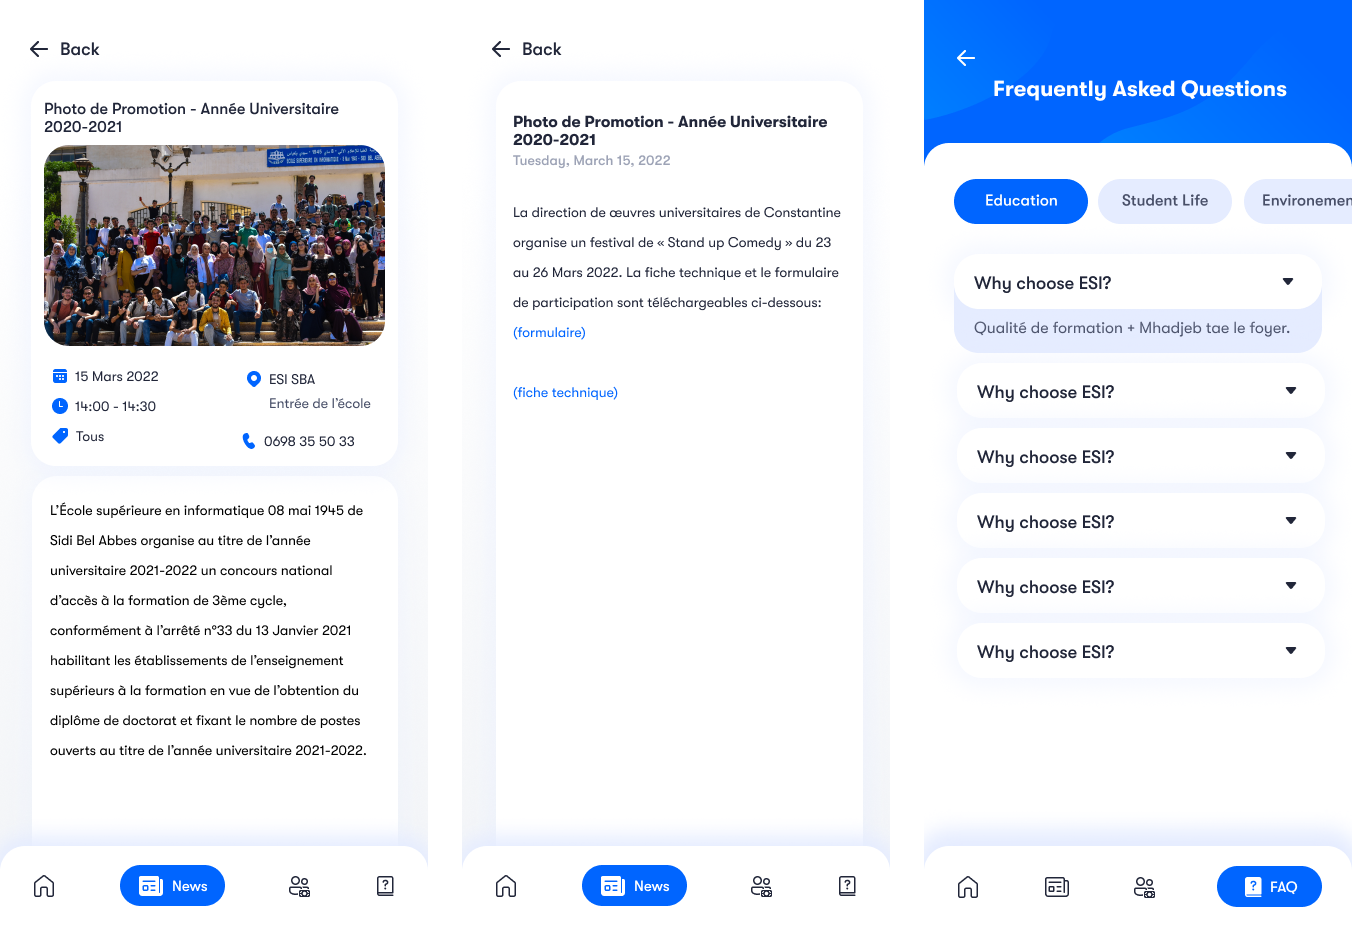 Back
Photo de Promotion - Année Universitaire
2020-2021
15 Mars 2022
14:00 - 14:30
Tous
ESI SBA
Entrée de l'école
0698 35 50 33
L'École supérieure en informatique 08 mai 1945 de
Sidi Bel Abbes organise au titre de l'année
universitaire 2021-2022 un concours national
d'accès à la formation de 3ème cycle,
conformément à l'arrêté n°33 du 13 Janvier 2021
habilitant les établissements de l'enseignement
supérieurs à la formation en vue de l'obtention du
diplôme de doctorat et fixant le nombre de postes
ouverts au titre de l'année universitaire 2021-2022.
News
Back
Photo de Promotion - Année Universitaire
2020-2021
Tuesday, March 15, 2022
La direction de œuvres universitaires de Constantine
organise un festival de « Stand up Comedy » du 23
au 26 Mars 2022. La fiche technique et le formulaire
de participation sont téléchargeables ci-dessous:
(formulaire)
(fiche technique)
News
Frequently Asked Questions
Education
Student Life
Environemen
Why choose ESI?
Qualité de formation + Mhadjeb tae le foyer.
Why choose ESI?
Why choose ESI?
Why choose ESI?
Why choose ESI?
Why choose ESI?
FAQ